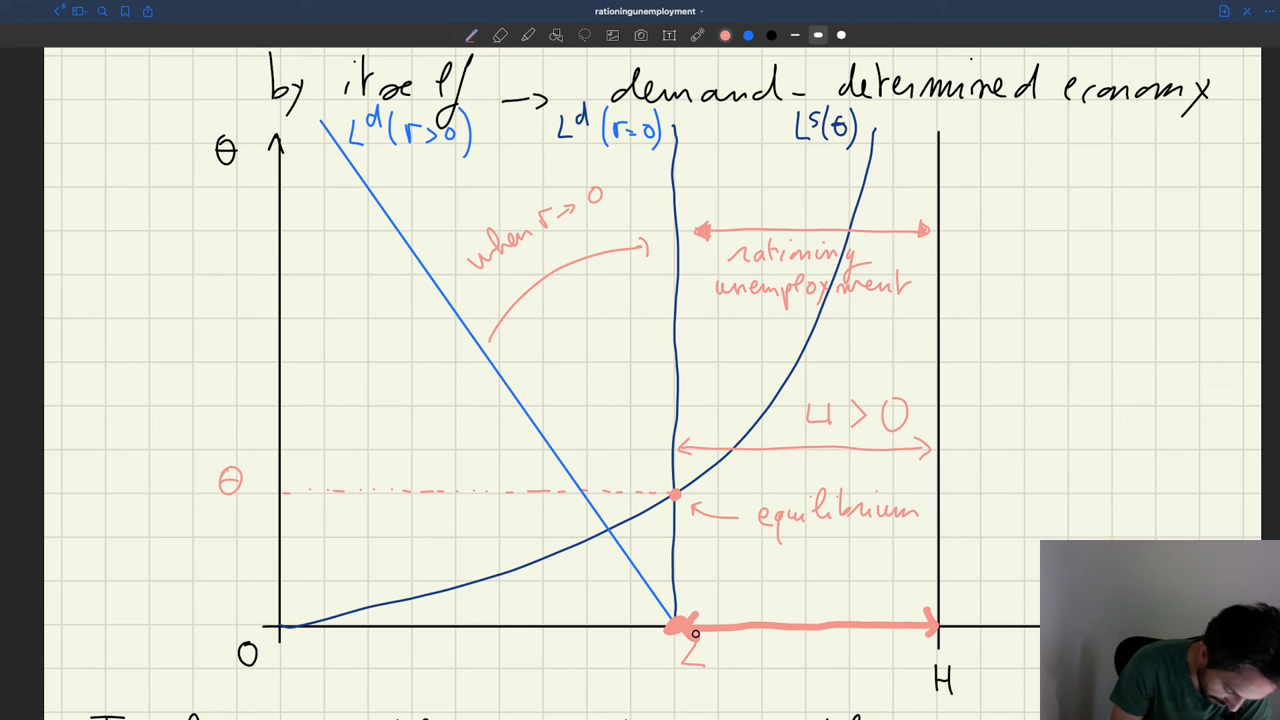 rationingunemployment
by itself → demand-determined economy
L^d(r>0) L^d(r=0) L^s(θ)
θ
when r → 0
rationing
unemployment
u > 0
θ
equilibrium
O
L
H